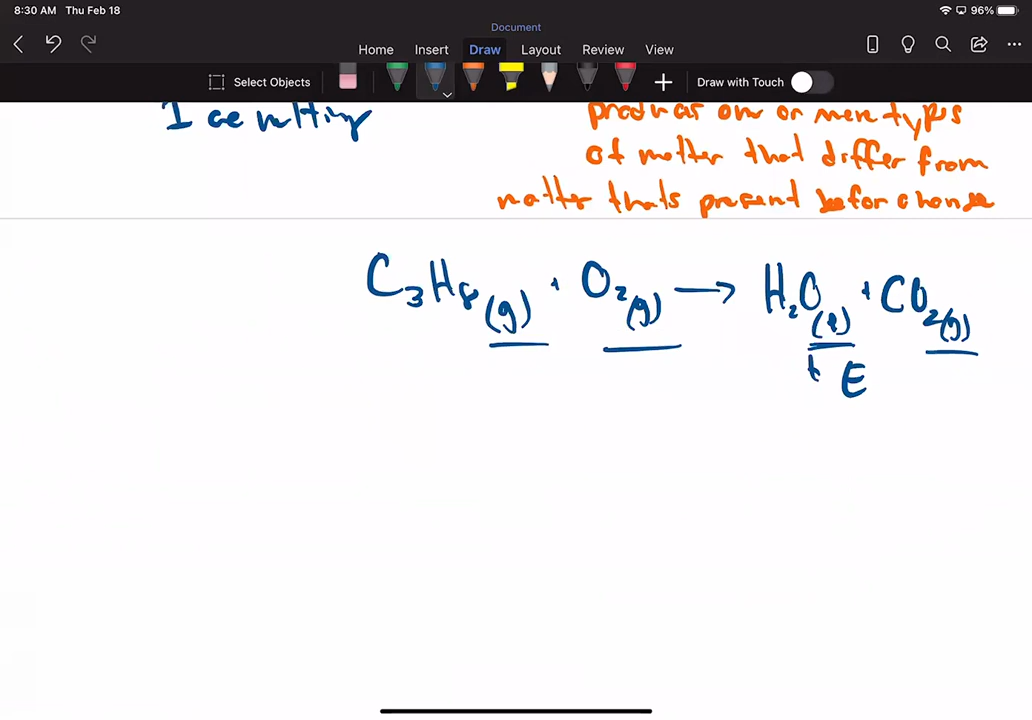 8:30 AM Thu Feb 18 96%
Document
Home Insert Draw Layout Review View
Select Objects Draw with Touch
Ice melting
produces one or more types
of matter that differ from
matter thats present before change
C₃H₈(g) + O₂(g) → H₂O(l) + CO₂(g)
+ E